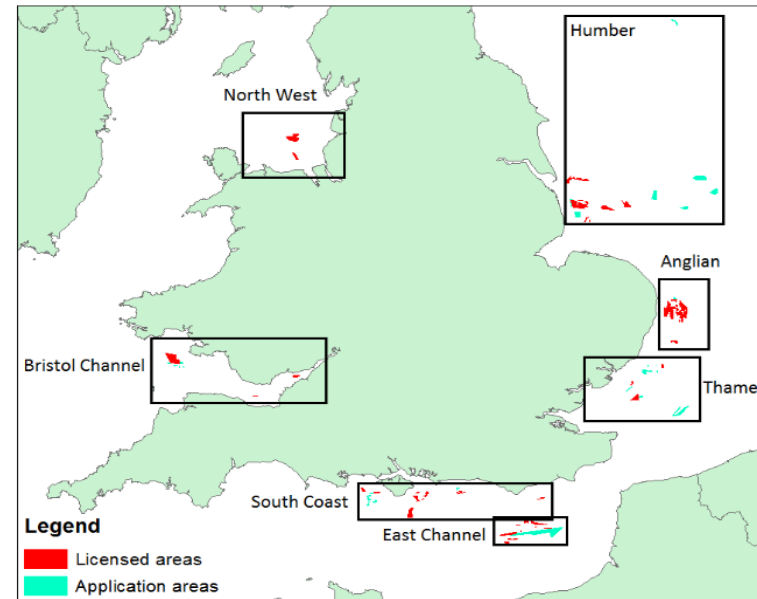 Humber
North West
Anglian
Bristol Channel
Thame
South Coast
East Channel
Legend
Licensed areas
Application areas